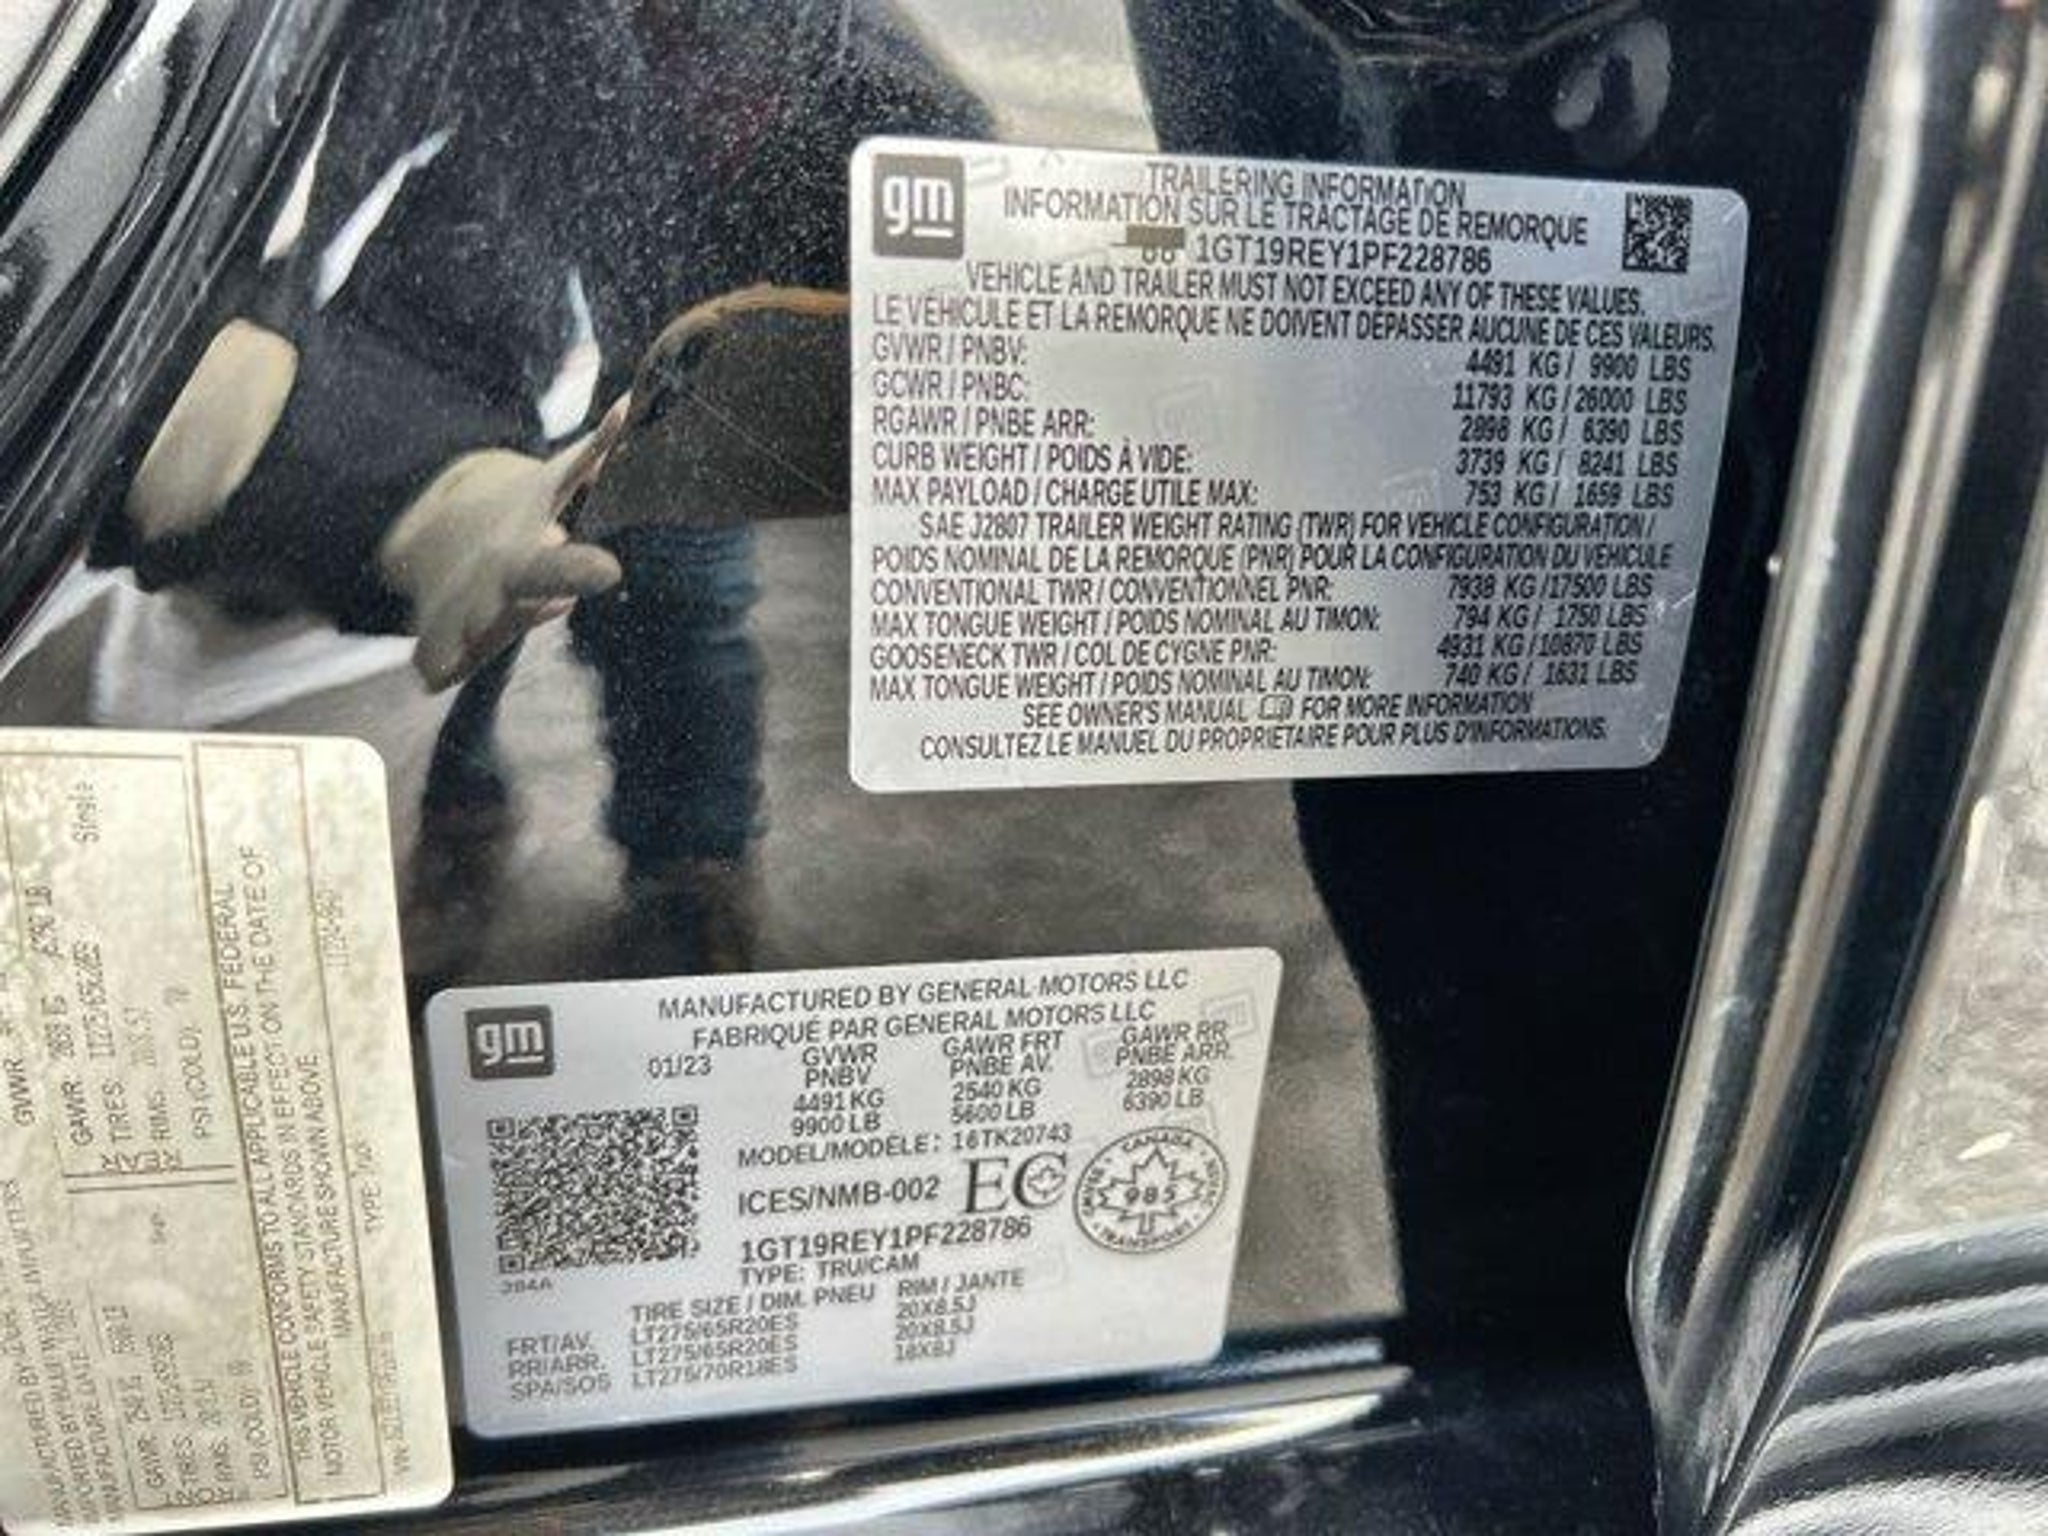 gm
TRAILERING INFORMATION
INFORMATION SUR LE TRACTAGE DE REMORQUE
1GT19REY1PF228786
VEHICLE AND TRAILER MUST NOT EXCEED ANY OF THESE VALUES.
LE VÉHICULE ET LA REMORQUE NE DOIVENT DÉPASSER AUCUNE DE CES VALEURS.
GVWR / PNBV: 4491 KG / 9900 LBS
GCWR / PNBC: 11793 KG / 26000 LBS
RGAWR / PNBE ARR: 2898 KG / 6390 LBS
CURB WEIGHT / POIDS À VIDE: 3739 KG / 8241 LBS
MAX PAYLOAD / CHARGE UTILE MAX: 753 KG / 1659 LBS
SAE J2807 TRAILER WEIGHT RATING (TWR) FOR VEHICLE CONFIGURATION /
POIDS NOMINAL DE LA REMORQUE (PNR) POUR LA CONFIGURATION DU VÉHICULE
CONVENTIONAL TWR / CONVENTIONNEL PNR: 7938 KG / 17500 LBS
MAX TONGUE WEIGHT / POIDS NOMINAL AU TIMON: 794 KG / 1750 LBS
GOOSENECK TWR / COL DE CYGNE PNR: 4931 KG / 10870 LBS
MAX TONGUE WEIGHT / POIDS NOMINAL AU TIMON: 740 KG / 1631 LBS
SEE OWNER'S MANUAL FOR MORE INFORMATION
CONSULTEZ LE MANUEL DU PROPRIÉTAIRE POUR PLUS D'INFORMATIONS.
gm
MANUFACTURED BY GENERAL MOTORS LLC
FABRIQUÉ PAR GENERAL MOTORS LLC
01/23 GVWR GAWR FRT GAWR RR
PNBV PNBE AV. PNBE ARR.
4491 KG 2540 KG 2898 KG
9900 LB 5600 LB 6390 LB
MODEL/MODÈLE: 16TK20743
ICES/NMB-002 EC
CANADA
985
TRANSPORT
1GT19REY1PF228786
TYPE: TRU/CAM
TIRE SIZE / DIM. PNEU RIM / JANTE
FRT/AV. LT275/65R20ES 20X8.5J
RR/ARR. LT275/65R20ES 20X8.5J
SPA/SOS LT275/70R18ES 18X8J
GVWR
GAWR
TIRES
RIMS
Single
PSI (COLD)
THIS VEHICLE CONFORMS TO ALL APPLICABLE U.S. FEDERAL
MOTOR VEHICLE SAFETY STANDARDS IN EFFECT ON THE DATE OF
MANUFACTURE SHOWN ABOVE